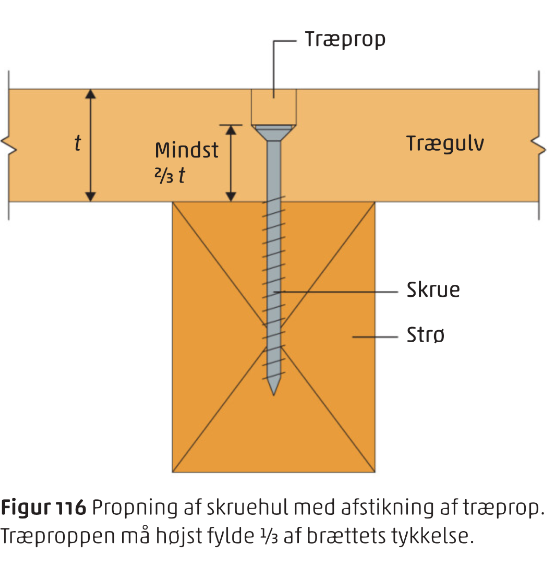 Træprop
t
Mindst
⅔ t
Trægulv
Skrue
Strø
Figur 116 Propning af skruehul med afstikning af træprop.
Træproppen må højst fylde ⅓ af brættets tykkelse.